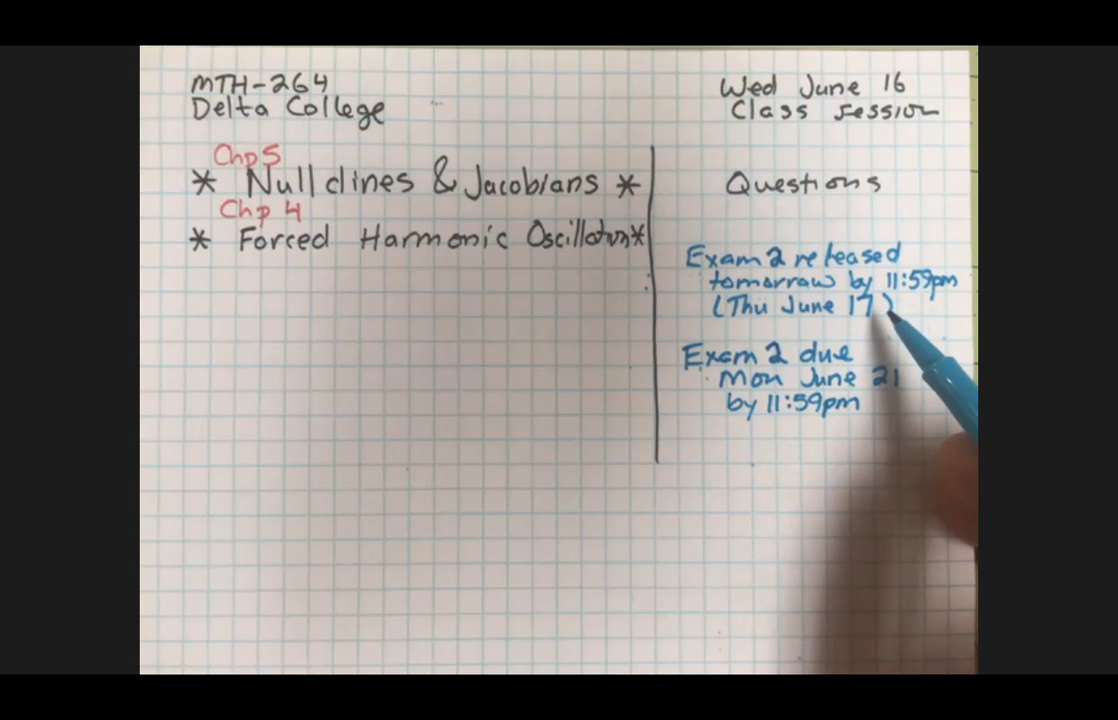 MTH-264
Delta College
Wed June 16
Class session
Chp 5
* Nullclines & Jacobians *
Chp 4
* Forced Harmonic Oscillators *
Questions
Exam 2 released
tomorrow by 11:59pm
(Thu June 17)
Exam 2 due
Mon June 21
by 11:59pm